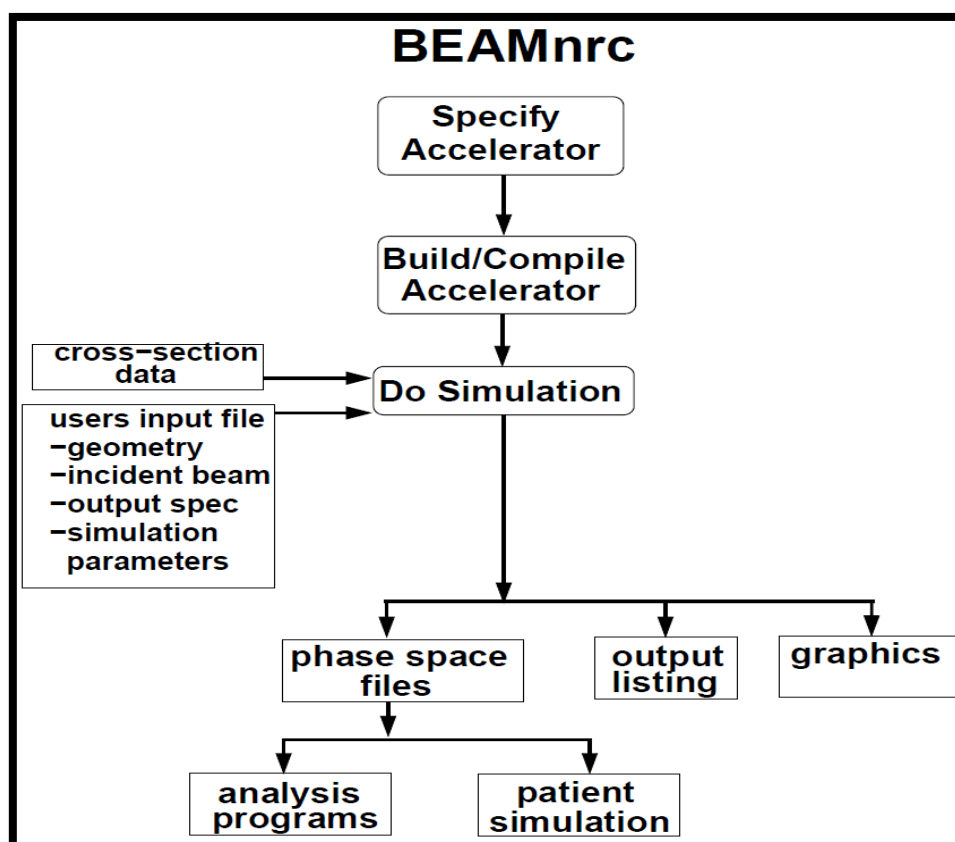 BEAMnrc
Specify
Accelerator
Build/Compile
Accelerator
cross−section
data
Do Simulation
users input file
−geometry
−incident beam
−output spec
−simulation
parameters
phase space
files
output
listing
graphics
analysis
programs
patient
simulation